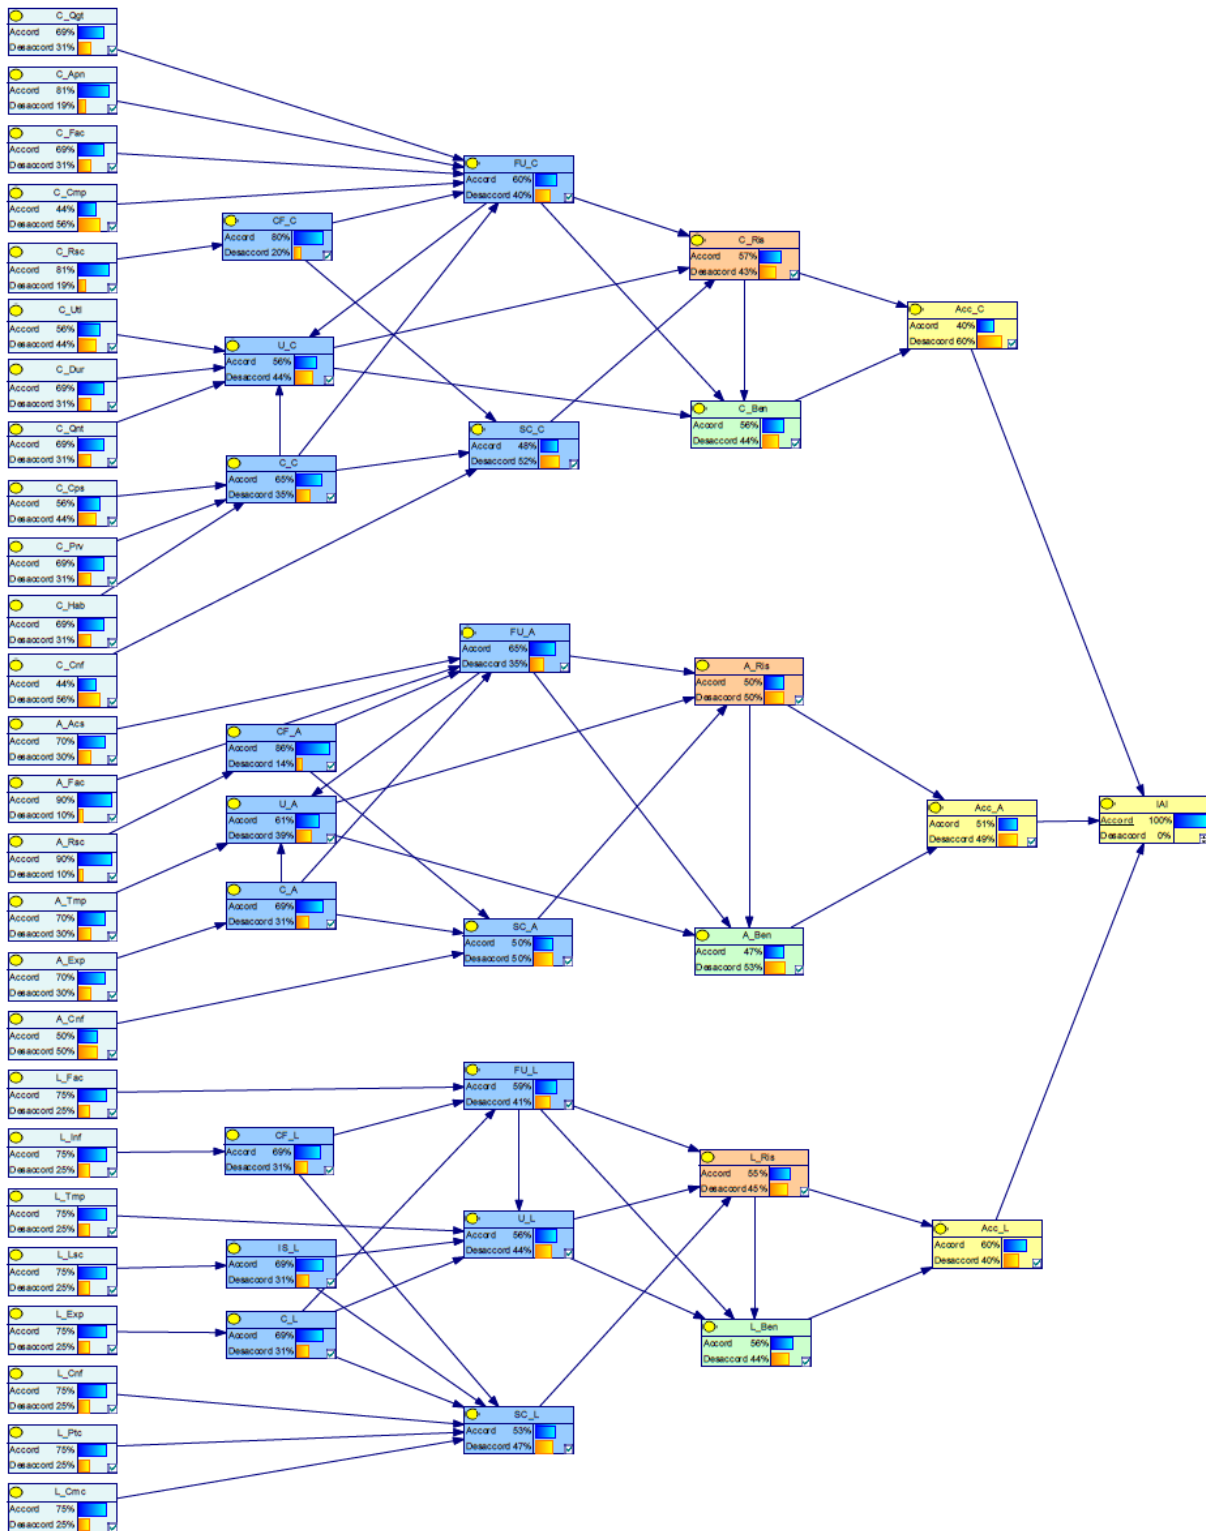 C_Qgt
Accord 69%
Desaccord 31%
C_Apn
Accord 81%
Desaccord 19%
C_Fac
Accord 69%
Desaccord 31%
C_Cmp
Accord 44%
Desaccord 56%
C_Rsc
Accord 81%
Desaccord 19%
C_Utl
Accord 56%
Desaccord 44%
C_Dur
Accord 69%
Desaccord 31%
C_Qnt
Accord 69%
Desaccord 31%
C_Cps
Accord 56%
Desaccord 44%
C_Prv
Accord 69%
Desaccord 31%
C_Hab
Accord 69%
Desaccord 31%
C_Cnf
Accord 44%
Desaccord 56%
A_Acs
Accord 70%
Desaccord 30%
A_Fac
Accord 90%
Desaccord 10%
A_Rsc
Accord 90%
Desaccord 10%
A_Tmp
Accord 70%
Desaccord 30%
A_Exp
Accord 70%
Desaccord 30%
A_Cnf
Accord 50%
Desaccord 50%
L_Fac
Accord 75%
Desaccord 25%
L_Inf
Accord 75%
Desaccord 25%
L_Tmp
Accord 75%
Desaccord 25%
L_Lsc
Accord 75%
Desaccord 25%
L_Exp
Accord 75%
Desaccord 25%
L_Cnf
Accord 75%
Desaccord 25%
L_Ptc
Accord 75%
Desaccord 25%
L_Cmc
Accord 75%
Desaccord 25%
CF_C
Accord 80%
Desaccord 20%
U_C
Accord 56%
Desaccord 44%
C_C
Accord 65%
Desaccord 35%
CF_A
Accord 86%
Desaccord 14%
U_A
Accord 61%
Desaccord 39%
C_A
Accord 69%
Desaccord 31%
CF_L
Accord 69%
Desaccord 31%
IS_L
Accord 69%
Desaccord 31%
C_L
Accord 69%
Desaccord 31%
FU_C
Accord 60%
Desaccord 40%
SC_C
Accord 48%
Desaccord 52%
FU_A
Accord 65%
Desaccord 35%
SC_A
Accord 50%
Desaccord 50%
FU_L
Accord 59%
Desaccord 41%
U_L
Accord 56%
Desaccord 44%
SC_L
Accord 53%
Desaccord 47%
C_Ris
Accord 57%
Desaccord 43%
C_Ben
Accord 56%
Desaccord 44%
A_Ris
Accord 50%
Desaccord 50%
A_Ben
Accord 47%
Desaccord 53%
L_Ris
Accord 55%
Desaccord 45%
L_Ben
Accord 56%
Desaccord 44%
Acc_C
Accord 40%
Desaccord 60%
Acc_A
Accord 51%
Desaccord 49%
Acc_L
Accord 60%
Desaccord 40%
IAI
Accord 100%
Desaccord 0%